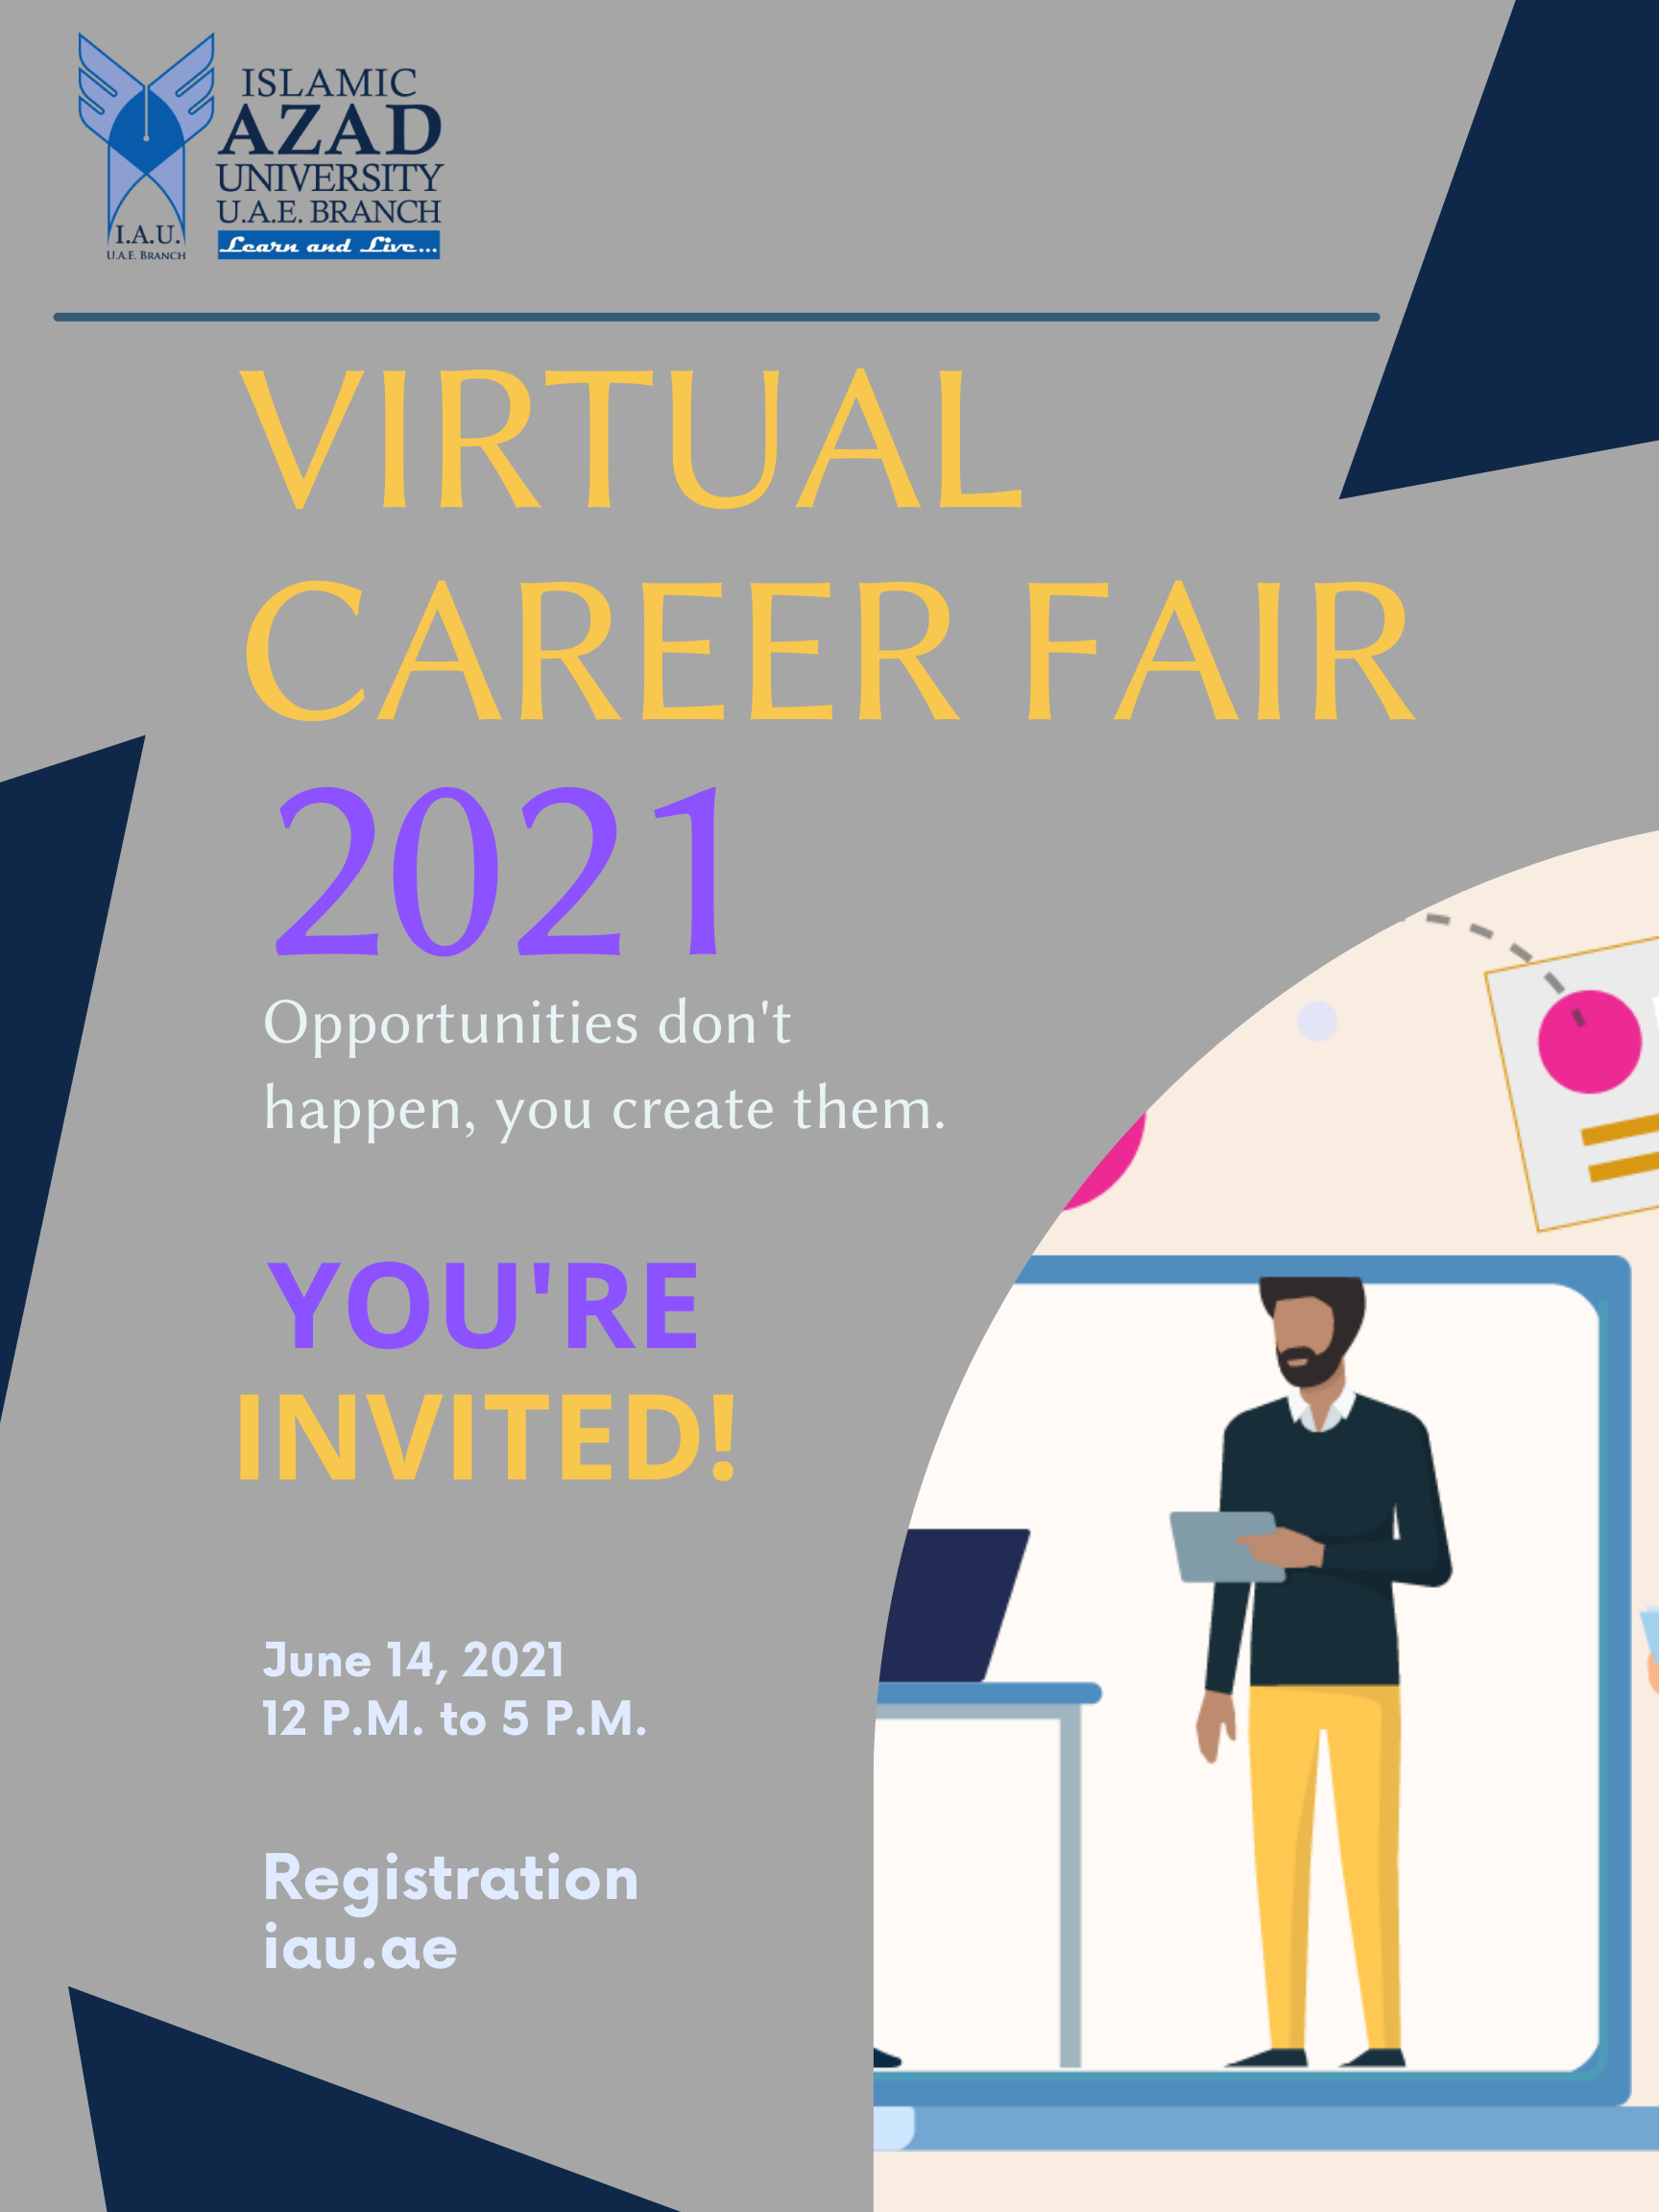 ISLAMIC
AZAD
UNIVERSITY
U.A.E. BRANCH
Learn and Live...
I.A.U.
U.A.E. BRANCH
VIRTUAL
CAREER FAIR
2021
Opportunities don't
happen, you create them.
YOU'RE
INVITED!
June 14, 2021
12 P.M. to 5 P.M.
Registration
iau.ae